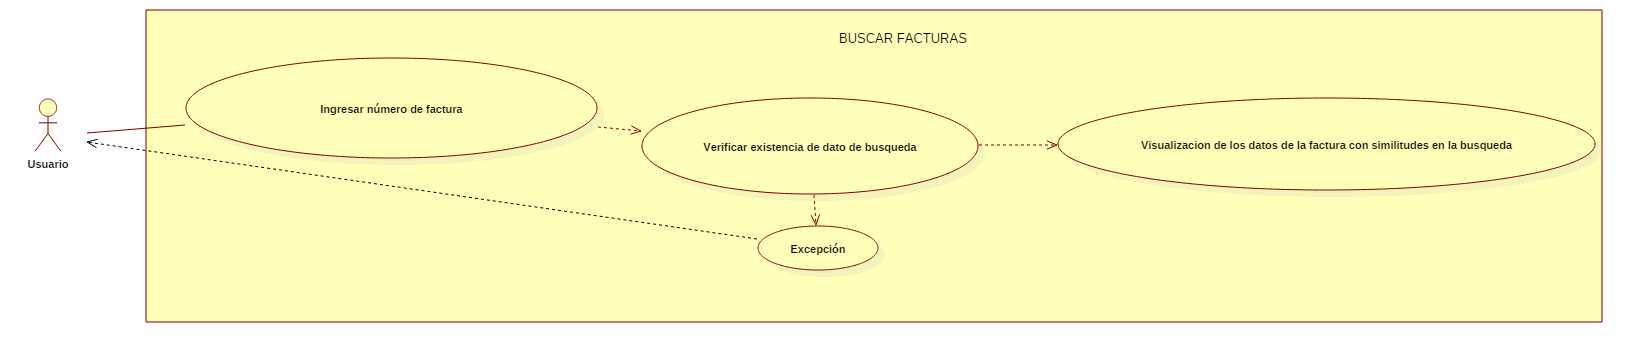 BUSCAR FACTURAS
Ingresar número de factura
Usuario
Verificar existencia de dato de busqueda
Visualizacion de los datos de la factura con similitudes en la busqueda
Excepción